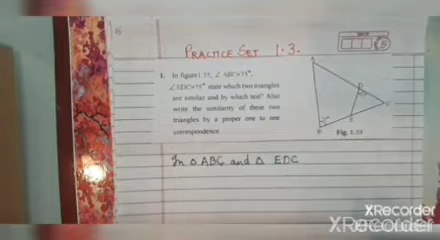 PRACTICE SET 1.3.
1. In figure 1.55, ∠ ABC=75°,
∠EDC=75° state which two triangles
are similar and by which test? Also
write the similarity of these two
triangles by a proper one to one
correspondence.
A
D
C
E
B
75°
Fig. 1.55
In △ ABC and △ EDC
XRecorder
XRecorder